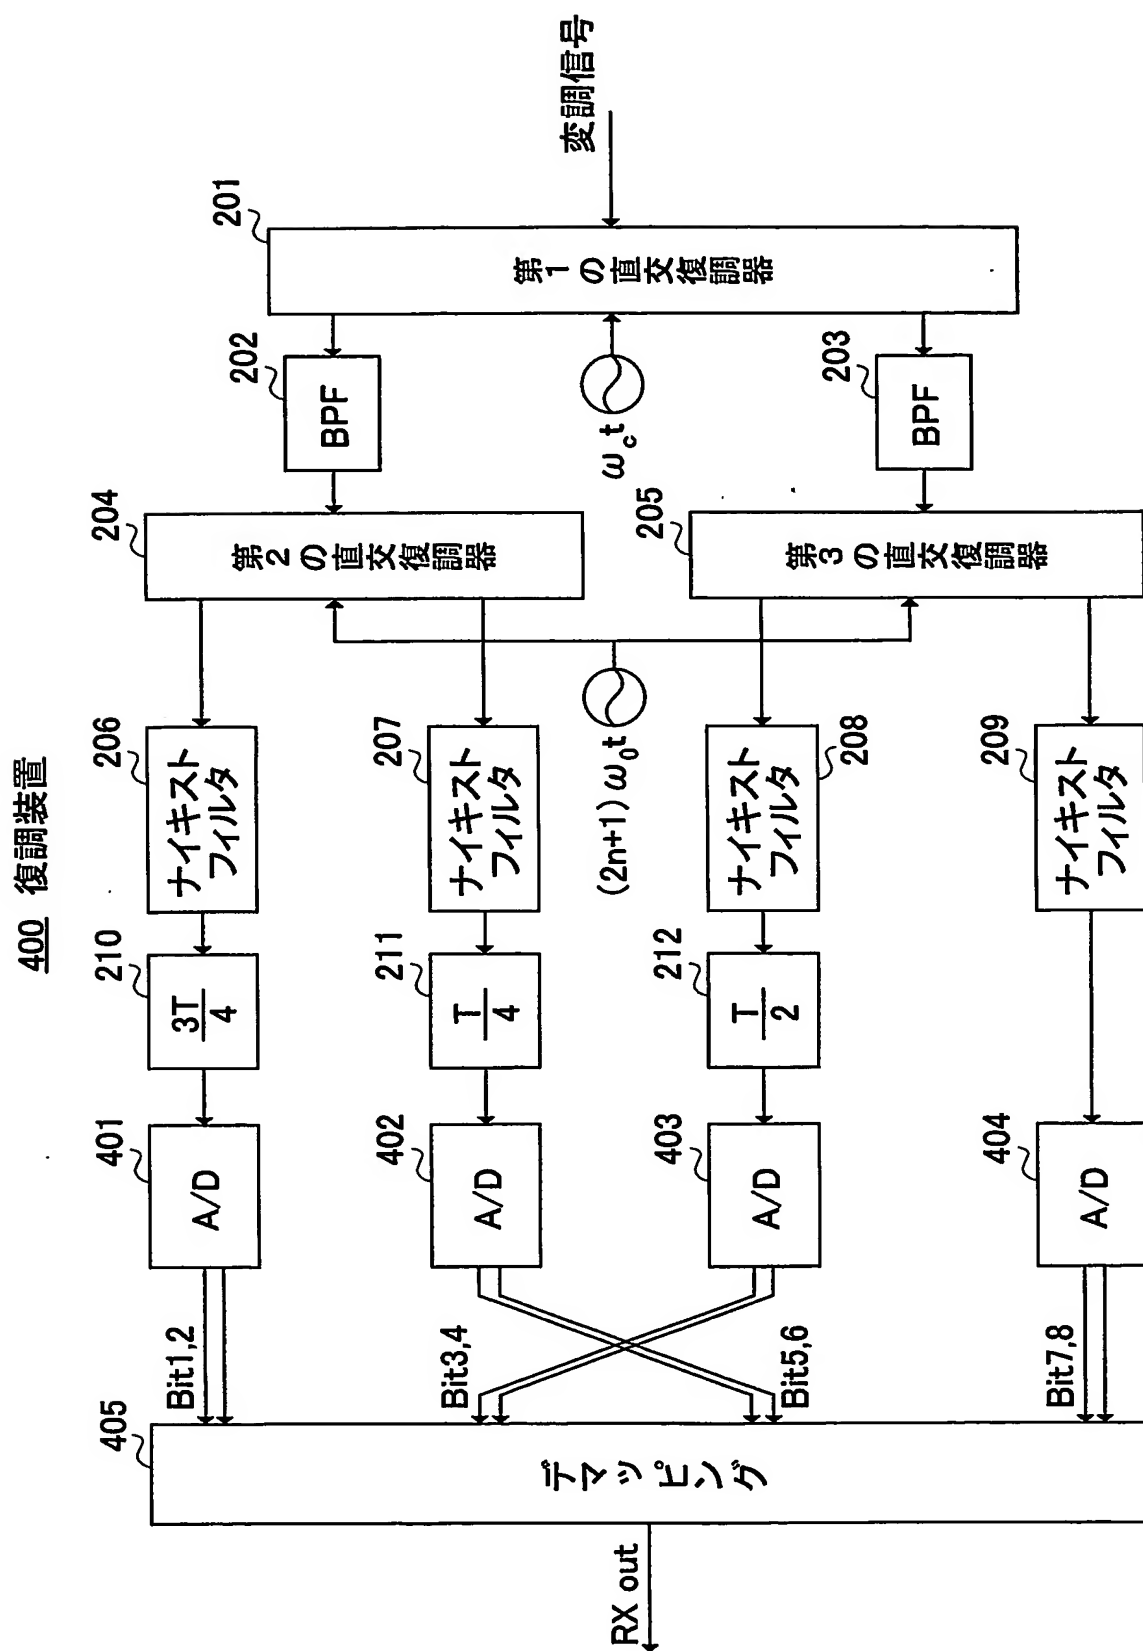 400 復調装置
変調信号
201
第1の直交復調器
202
BPF
203
BPF
ωct
204
第2の直交復調器
205
第3の直交復調器
(2n+1)ω0t
206
ナイキスト
フィルタ
207
ナイキスト
フィルタ
208
ナイキスト
フィルタ
209
ナイキスト
フィルタ
210
3T
4
211
T
4
212
T
2
401
A/D
402
A/D
403
A/D
404
A/D
Bit1,2
Bit3,4
Bit5,6
Bit7,8
405
デマッピング
RX out